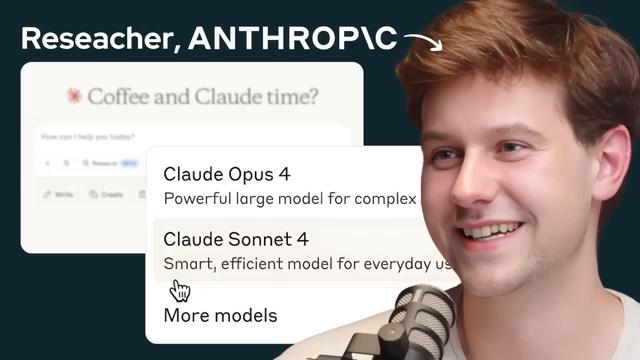 Reseacher, ANTHROP\C
Coffee and Claude time?
How can I help you today?
Research BETA
Write
Create
Claude Opus 4
Powerful large model for complex
Claude Sonnet 4
Smart, efficient model for everyday us
More models